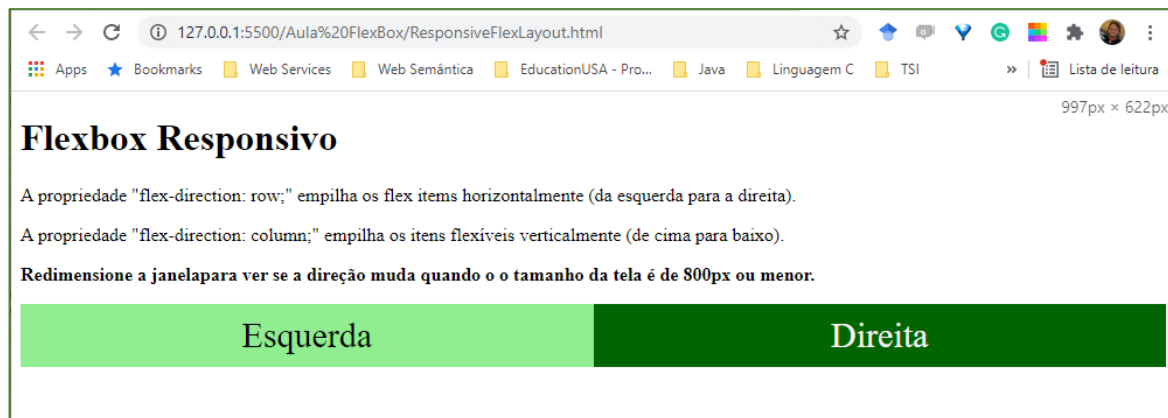 127.0.0.1:5500/Aula%20FlexBox/ResponsiveFlexLayout.html
Apps Bookmarks Web Services Web Semântica EducationUSA - Pro... Java Linguagem C TSI » Lista de leitura
997px × 622px
Flexbox Responsivo
A propriedade "flex-direction: row;" empilha os flex items horizontalmente (da esquerda para a direita).
A propriedade "flex-direction: column;" empilha os itens flexíveis verticalmente (de cima para baixo).
Redimensione a janelapara ver se a direção muda quando o o tamanho da tela é de 800px ou menor.
Esquerda Direita